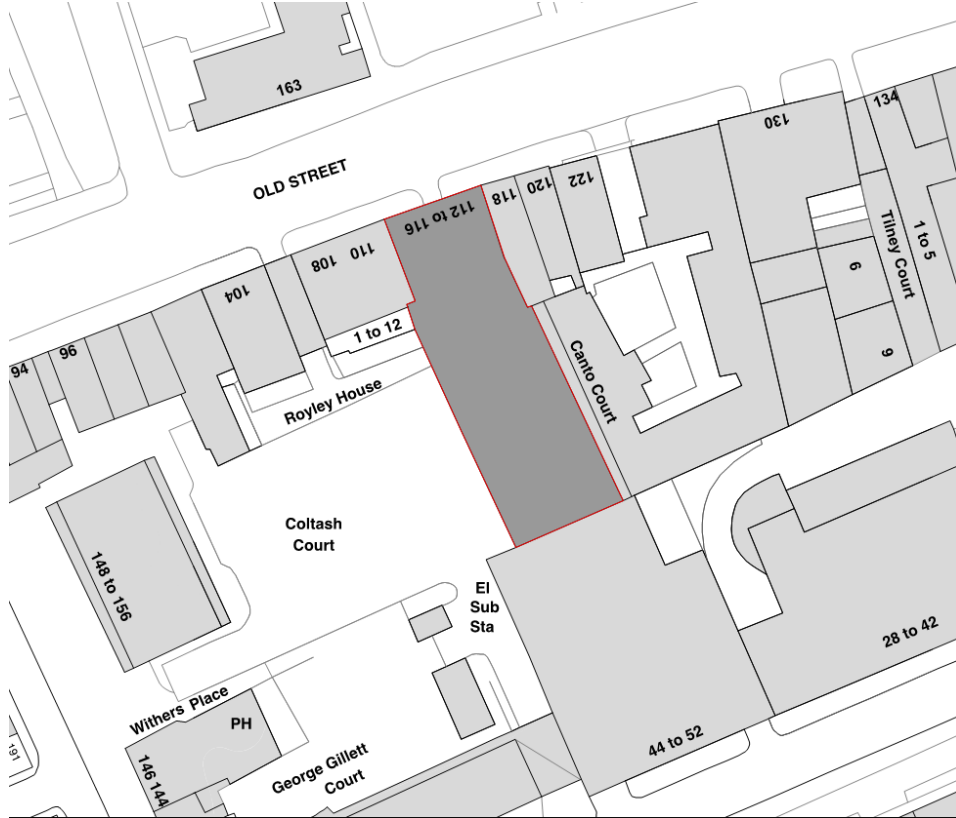 163
OLD STREET
130
134
112 to 116
118
120
122
108
110
104
1 to 12
96
94
Royley House
Canto Court
Tilney Court
1 to 5
6
9
Coltash
Court
148 to 156
El
Sub
Sta
28 to 42
44 to 52
Withers Place
PH
146 144
George Gillett
Court
191